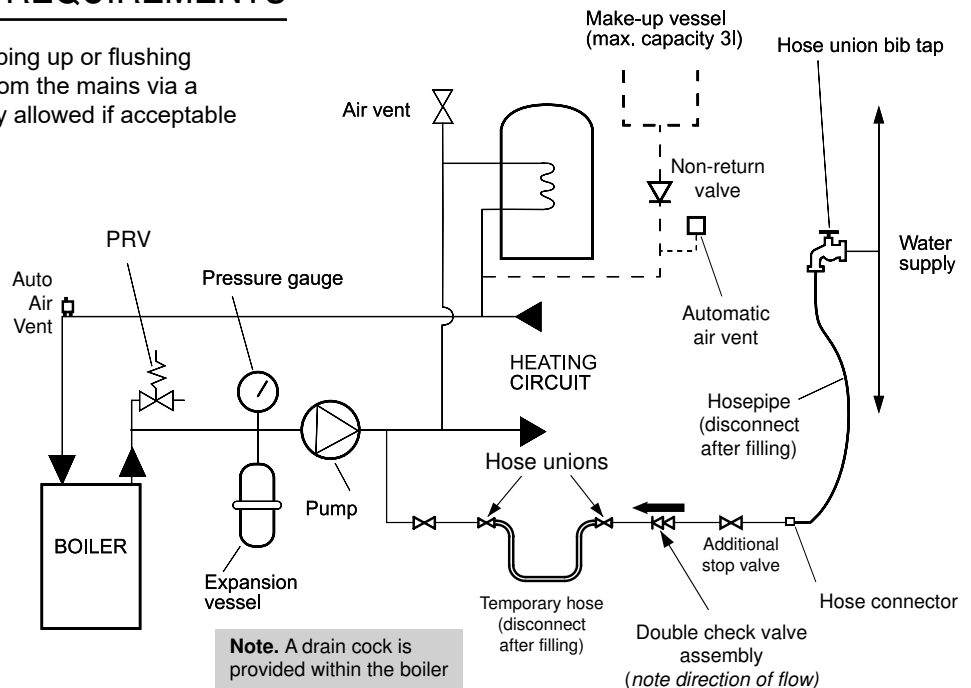 REQUIREMENTS
ping up or flushing
om the mains via a
y allowed if acceptable
Make-up vessel
(max. capacity 3l)
Hose union bib tap
Air vent
Non-return
valve
PRV
Pressure gauge
Water
supply
Auto
Air
Vent
Automatic
air vent
HEATING
CIRCUIT
Hosepipe
(disconnect
after filling)
Hose unions
Pump
BOILER
Additional
stop valve
Expansion
vessel
Temporary hose
(disconnect
after filling)
Hose connector
Double check valve
assembly
(note direction of flow)
Note. A drain cock is
provided within the boiler